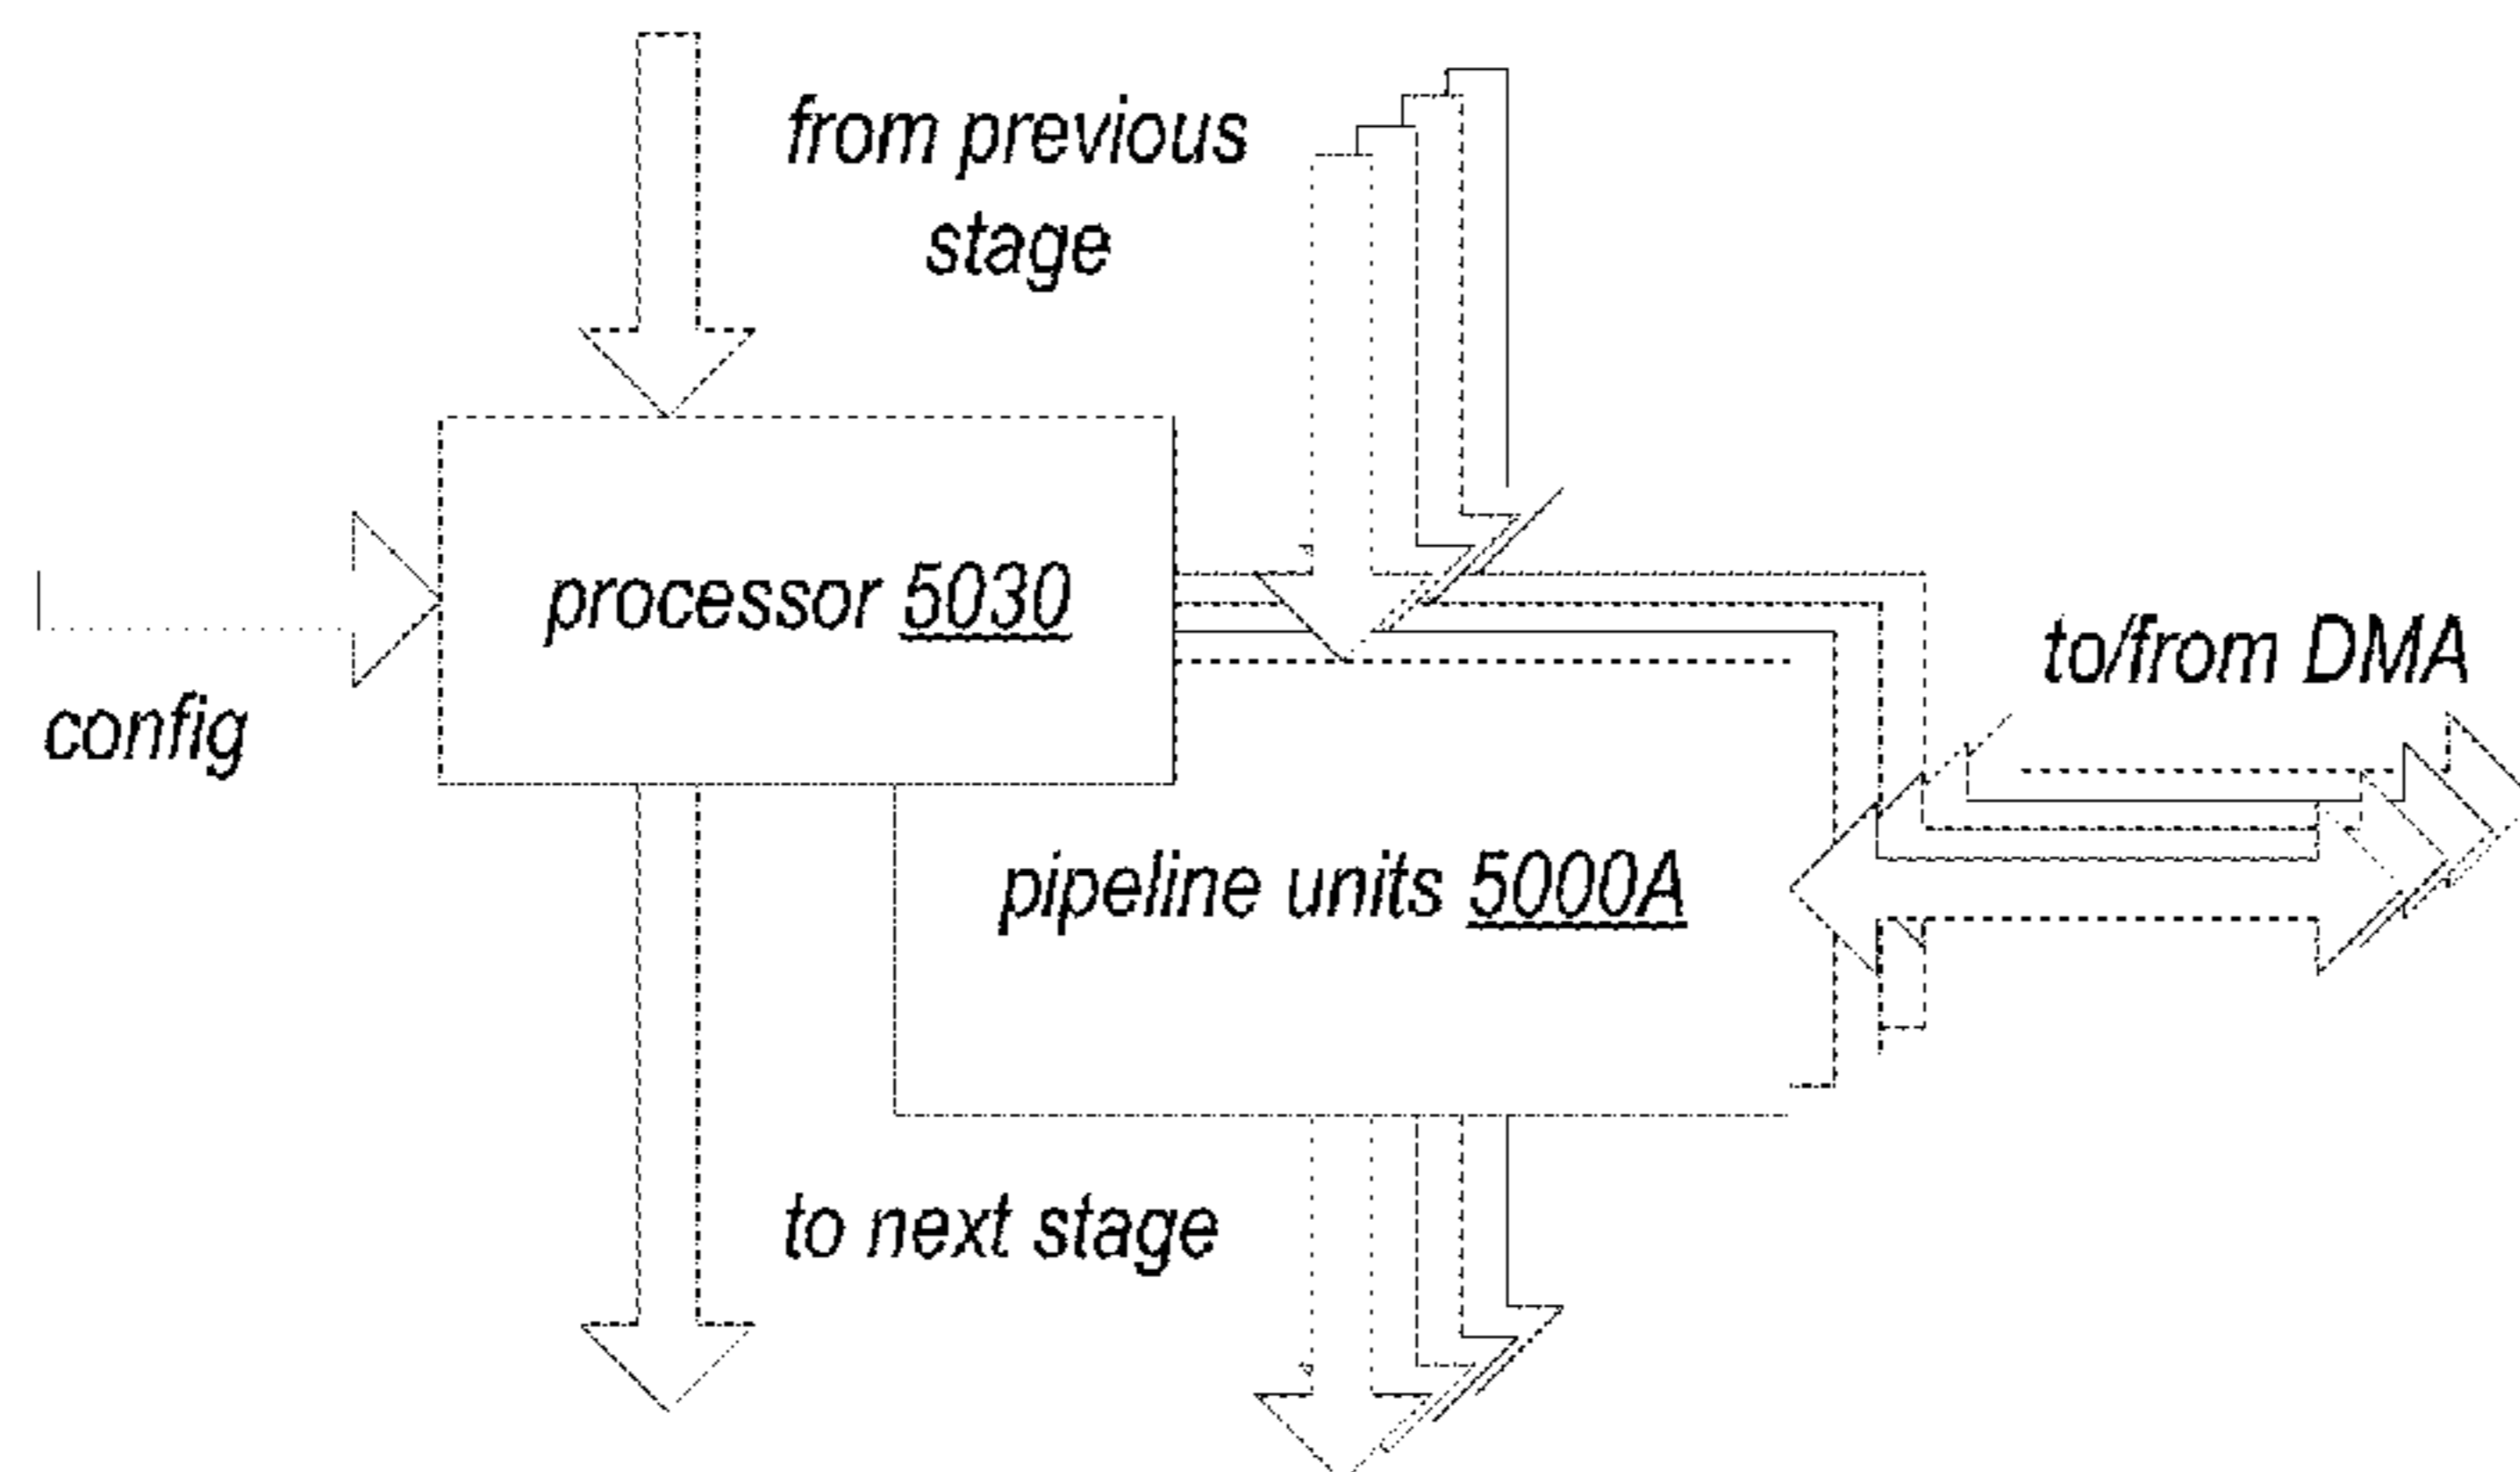 from previous
stage
processor 5030
to/from DMA
config
pipeline units 5000A
to next stage